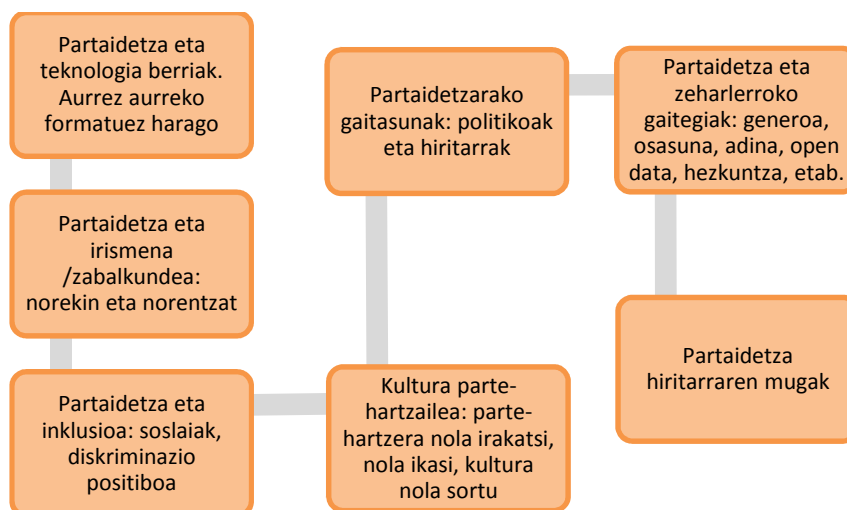 Partaidetza eta
teknologia berriak.
Aurrez aurreko
formatuez harago
Partaidetza eta
irismena
/zabalkundea:
norekin eta norentzat
Partaidetza eta
inklusioa: soslaiak,
diskriminazio
positiboa
Kultura parte-
hartzailea: parte-
hartzera nola irakatsi,
nola ikasi, kultura
nola sortu
Partaidetzarako
gaitasunak: politikoak
eta hiritarrak
Partaidetza eta
zeharlerroko
gaitegiak: generoa,
osasuna, adina, open
data, hezkuntza, etab.
Partaidetza
hiritarraren mugak